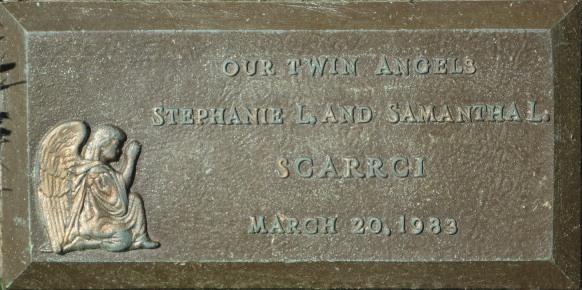 OUR TWIN ANGELS
STEPHANIE L. AND SAMANTHA L.
SCARRCI
MARCH 20, 1983